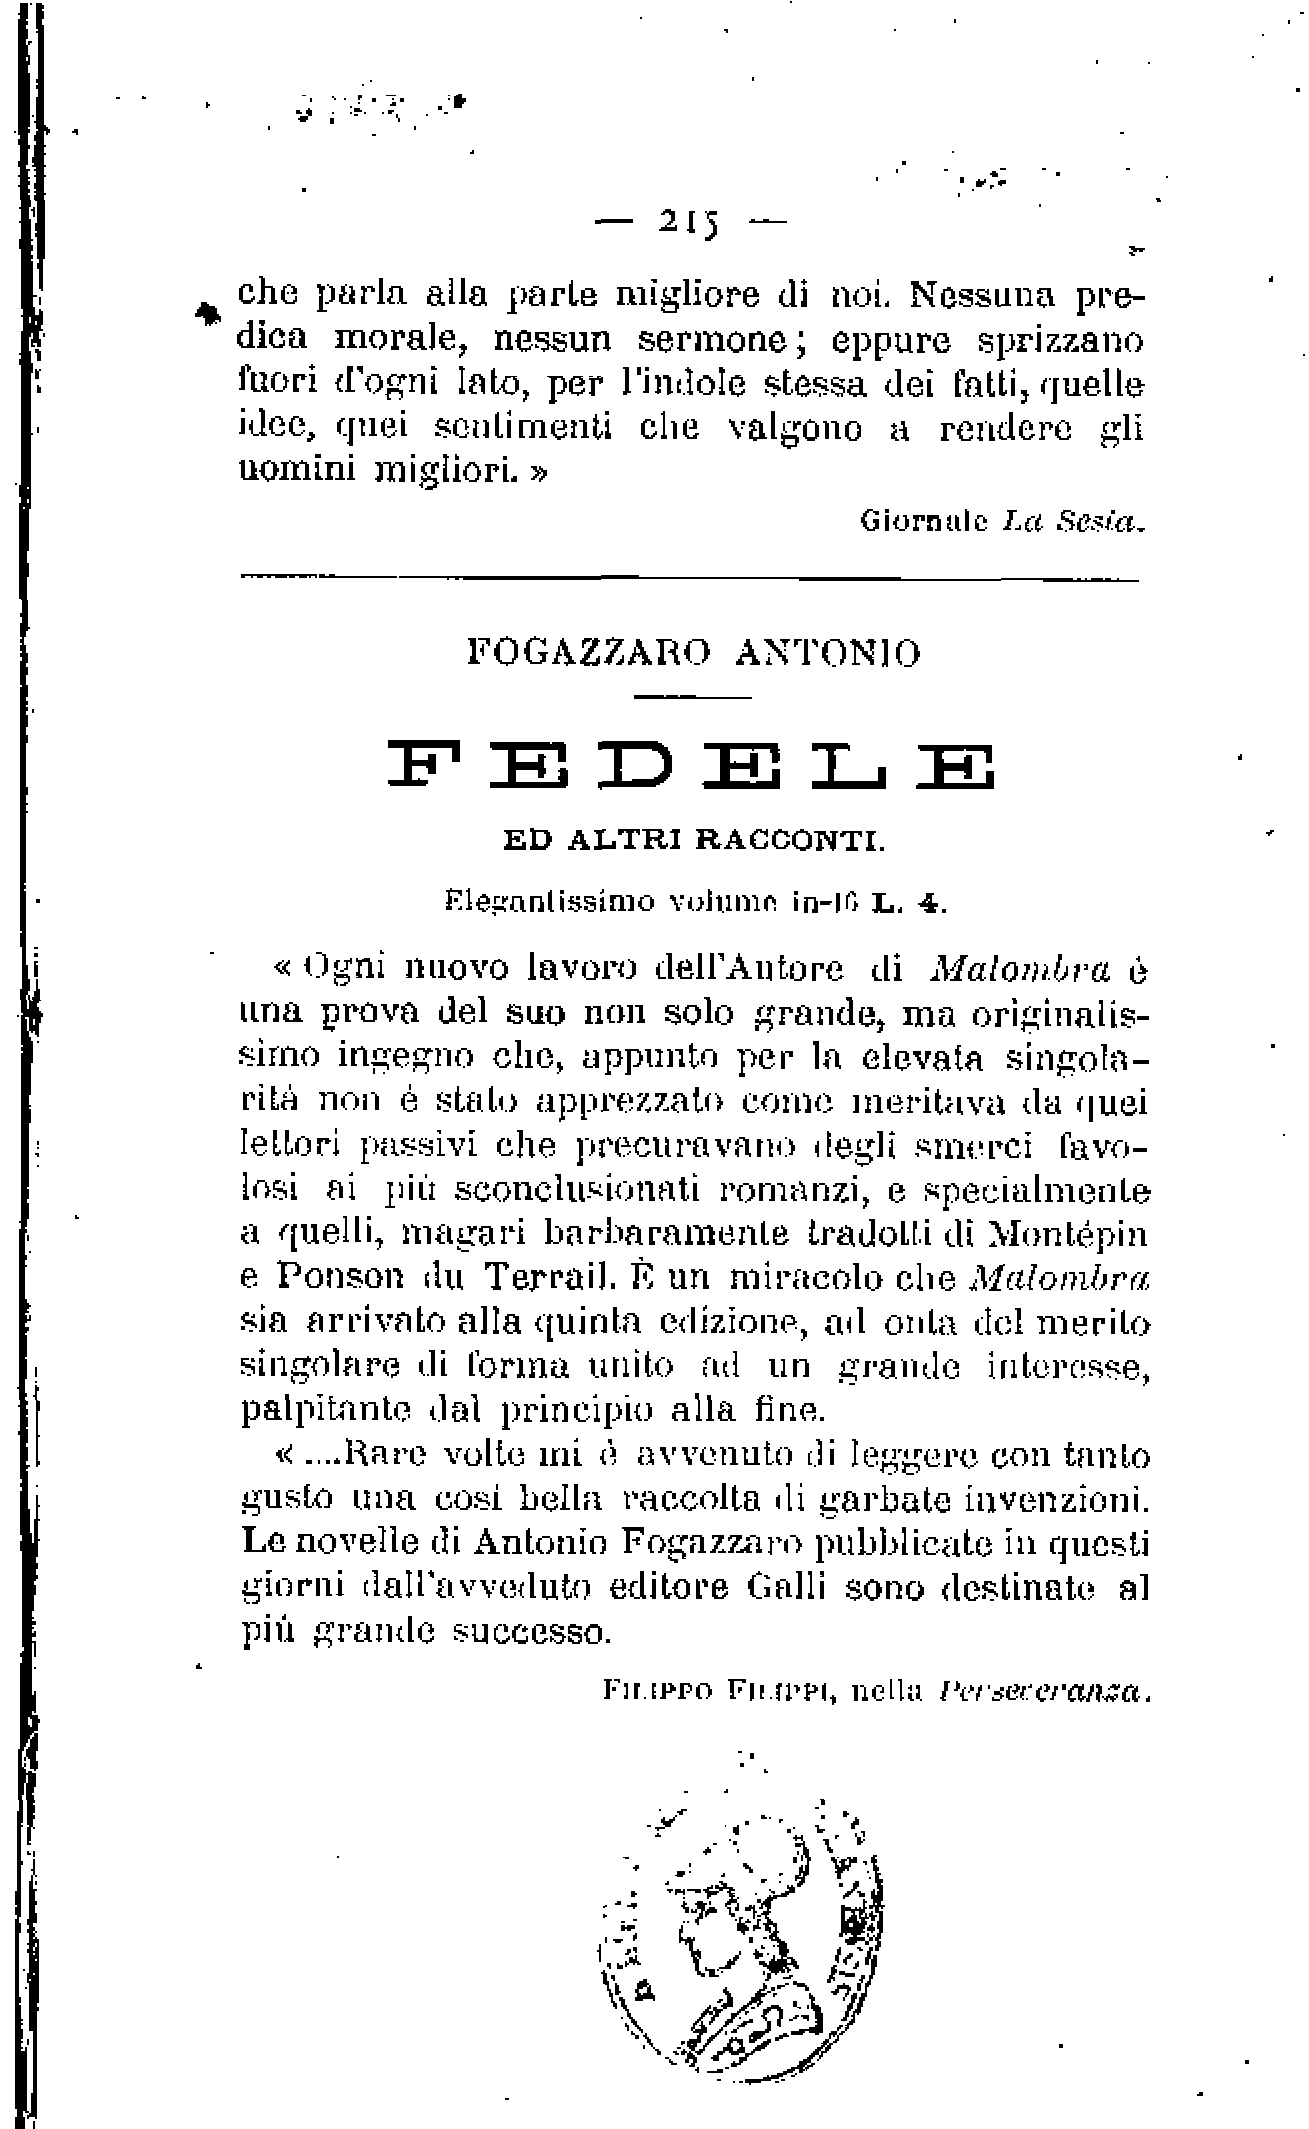 — 215 —
che parla alla parte migliore di noi. Nessuna pre-
dica morale, nessun sermone; eppure sprizzano
fuori d'ogni lato, per l'indole stessa dei fatti, quelle
idee, quei sentimenti che valgono a rendere gli
uomini migliori. »
Giornale La Sesia.
FOGAZZARO ANTONIO
FEDELE
ED ALTRI RACCONTI.
Elegantissimo volume in-16 L. 4.
« Ogni nuovo lavoro dell'Autore di Malombra è
una prova del suo non solo grande, ma originalis-
simo ingegno che, appunto per la elevata singola-
rità non è stato apprezzato come meritava da quei
lettori passivi che precuravano degli smerci favo-
losi ai più sconclusionati romanzi, e specialmente
a quelli, magari barbaramente tradotti di Montépin
e Ponson du Terrail. È un miracolo che Malombra
sia arrivato alla quinta edizione, ad onta del merito
singolare di forma unito ad un grande interesse,
palpitante dal principio alla fine.
« ....Rare volte mi è avvenuto di leggere con tanto
gusto una così bella raccolta di garbate invenzioni.
Le novelle di Antonio Fogazzaro pubblicate in questi
giorni dall'avveduto editore Galli sono destinate al
più grande successo.
FILIPPO FILIPPI, nella Perseveranza.